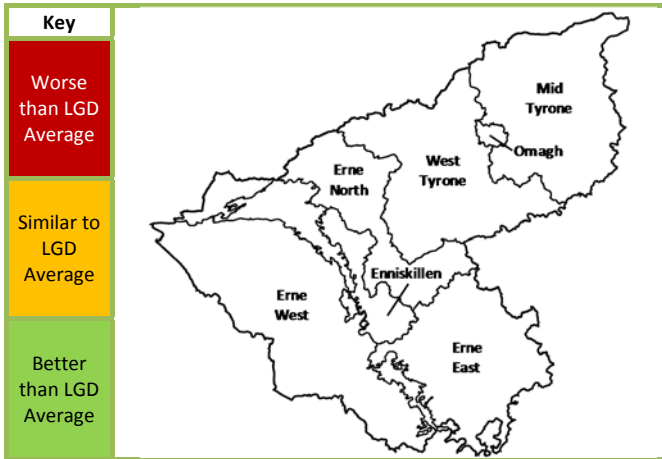 Key
Worse
than LGD
Average
Similar to
LGD
Average
Better
than LGD
Average
Mid
Tyrone
Omagh
West
Tyrone
Erne
North
Enniskillen
Erne
West
Erne
East